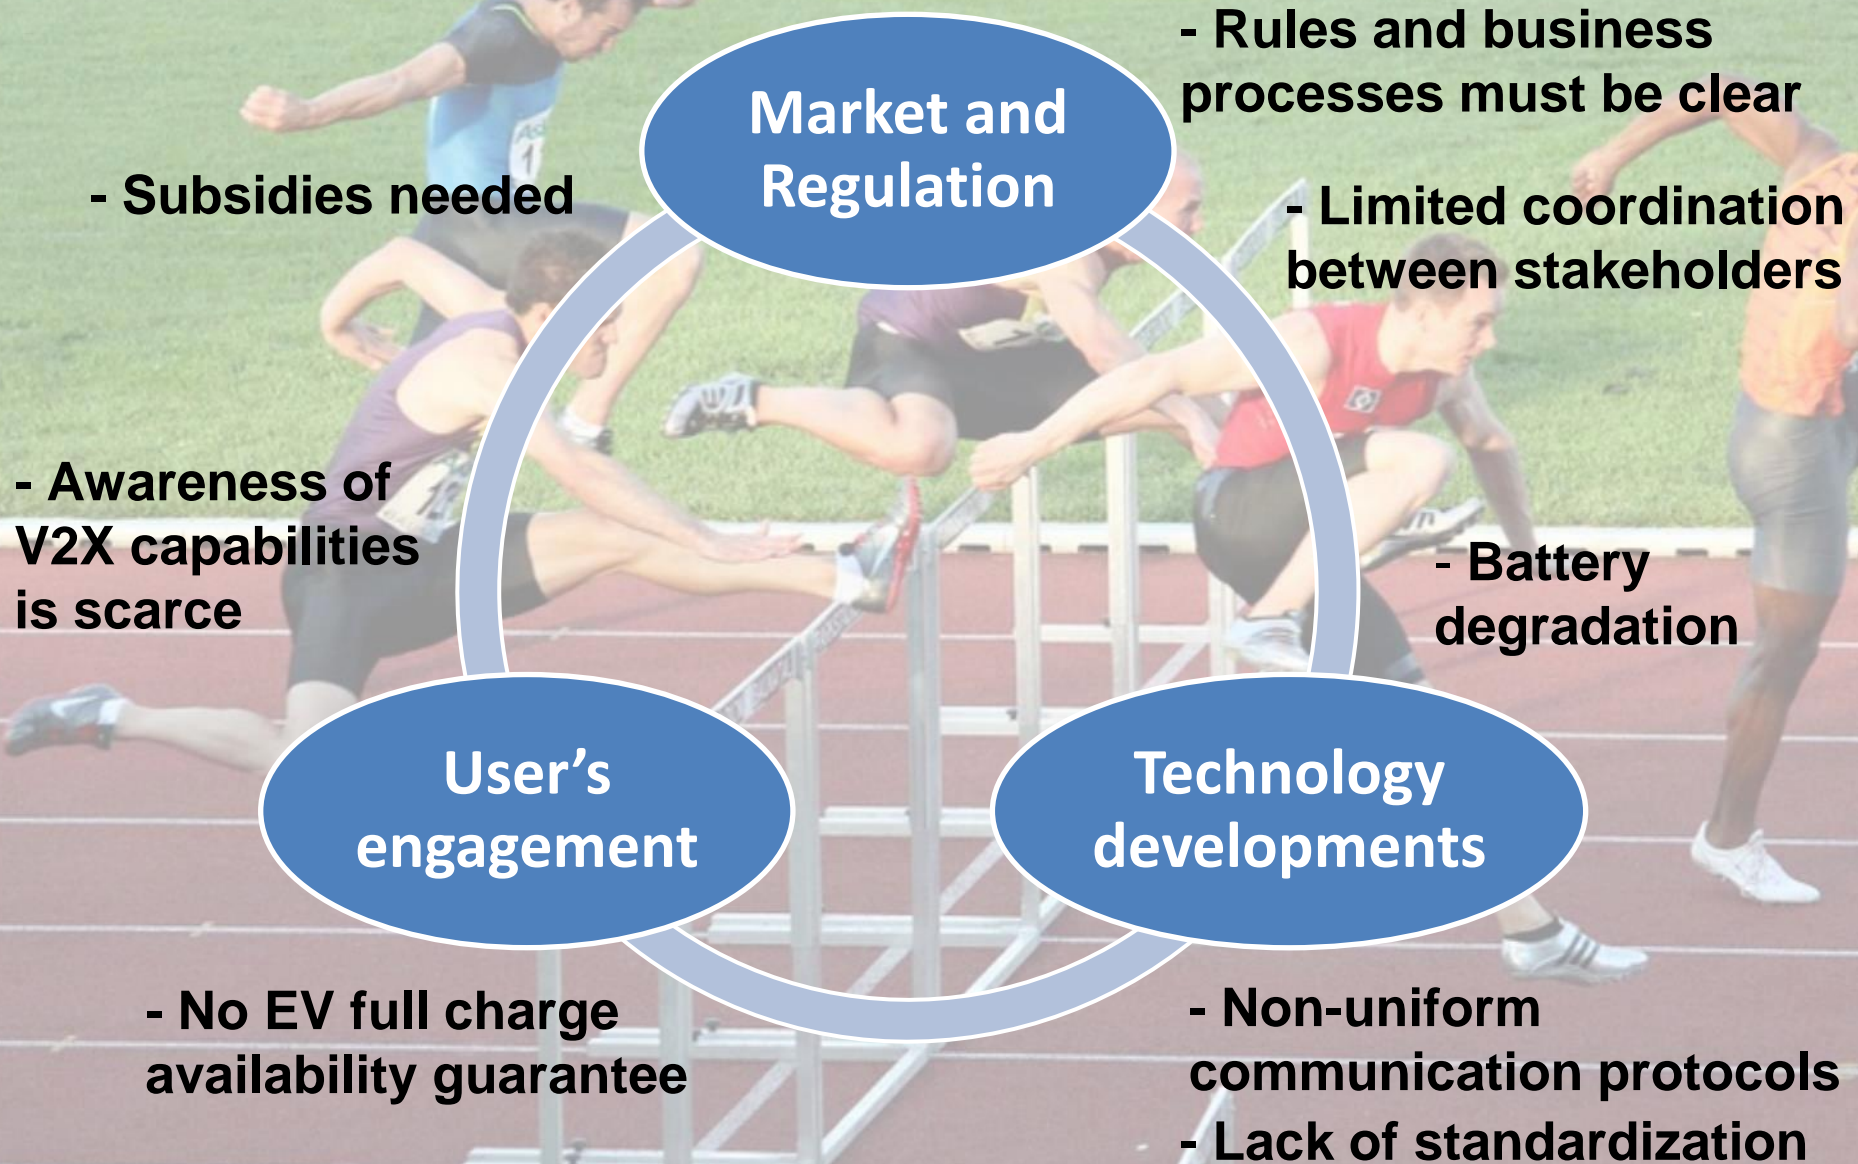 - Rules and business
processes must be clear
Market and
Regulation
- Subsidies needed
- Limited coordination
between stakeholders
- Awareness of
V2X capabilities
is scarce
- Battery
degradation
User’s
engagement
Technology
developments
- No EV full charge
availability guarantee
- Non-uniform
communication protocols
- Lack of standardization